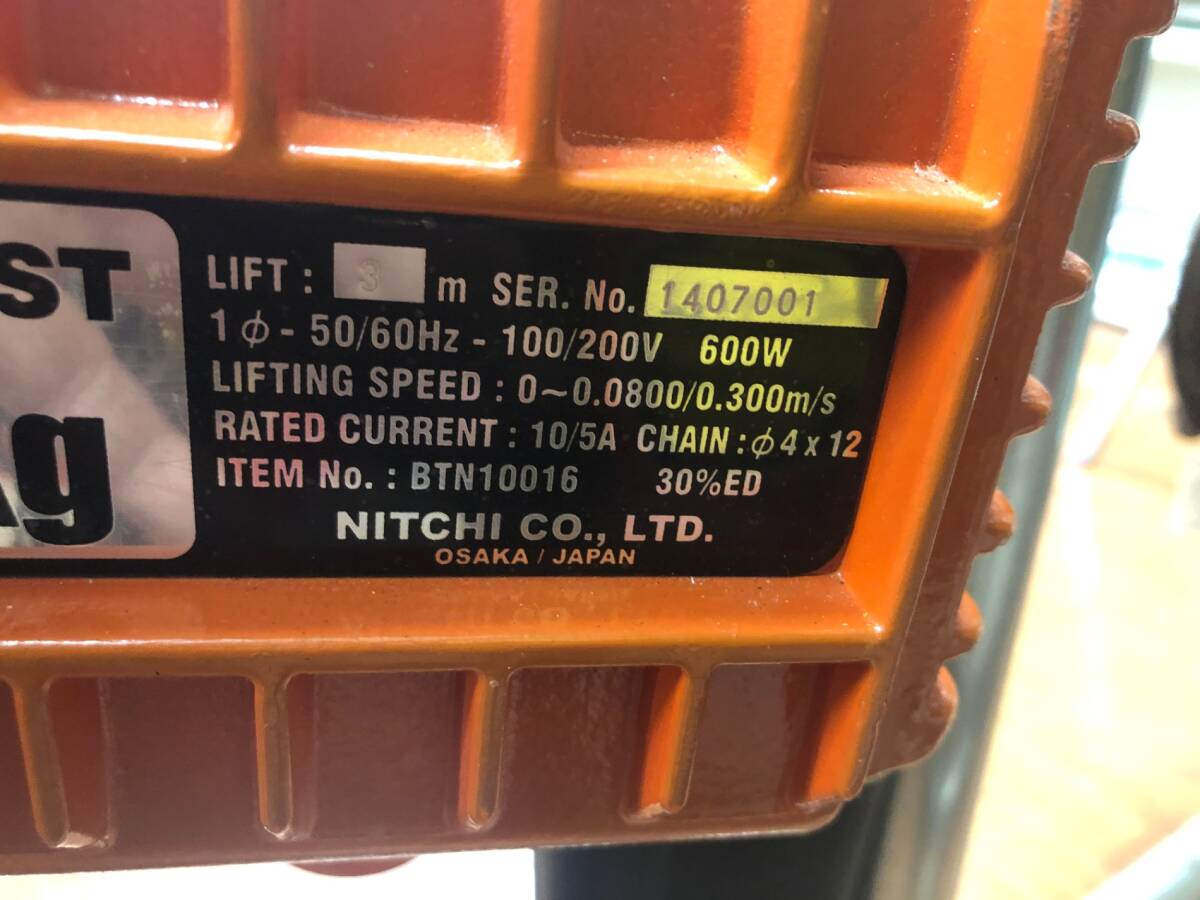 ST
g
LIFT : 3 m SER. No. 1407001
1φ - 50/60Hz - 100/200V 600W
LIFTING SPEED : 0~0.0800/0.300m/s
RATED CURRENT : 10/5A CHAIN : φ4 x 12
ITEM No. : BTN10016 30%ED
NITCHI CO., LTD.
OSAKA / JAPAN